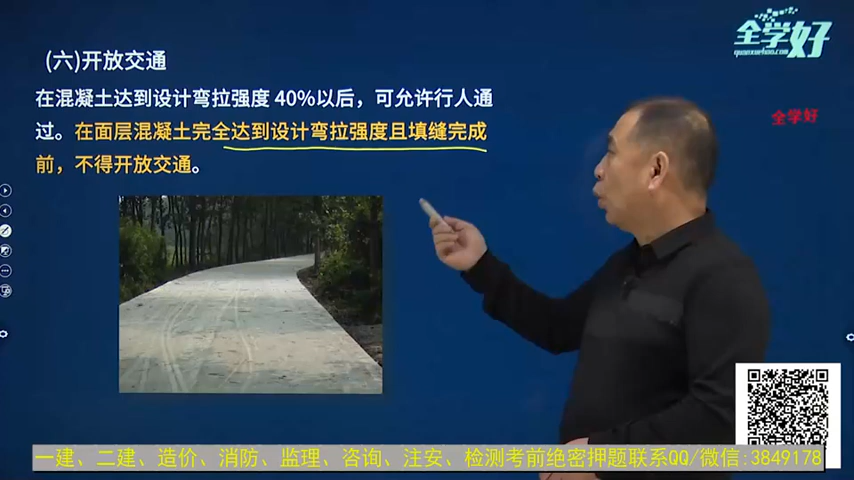 全学好
quanxuehao.com
全学好
(六)开放交通
在混凝土达到设计弯拉强度 40%以后，可允许行人通
过。在面层混凝土完全达到设计弯拉强度且填缝完成
前，不得开放交通。
一建、二建、造价、消防、监理、咨询、注安、检测考前绝密押题联系QQ/微信:3849178